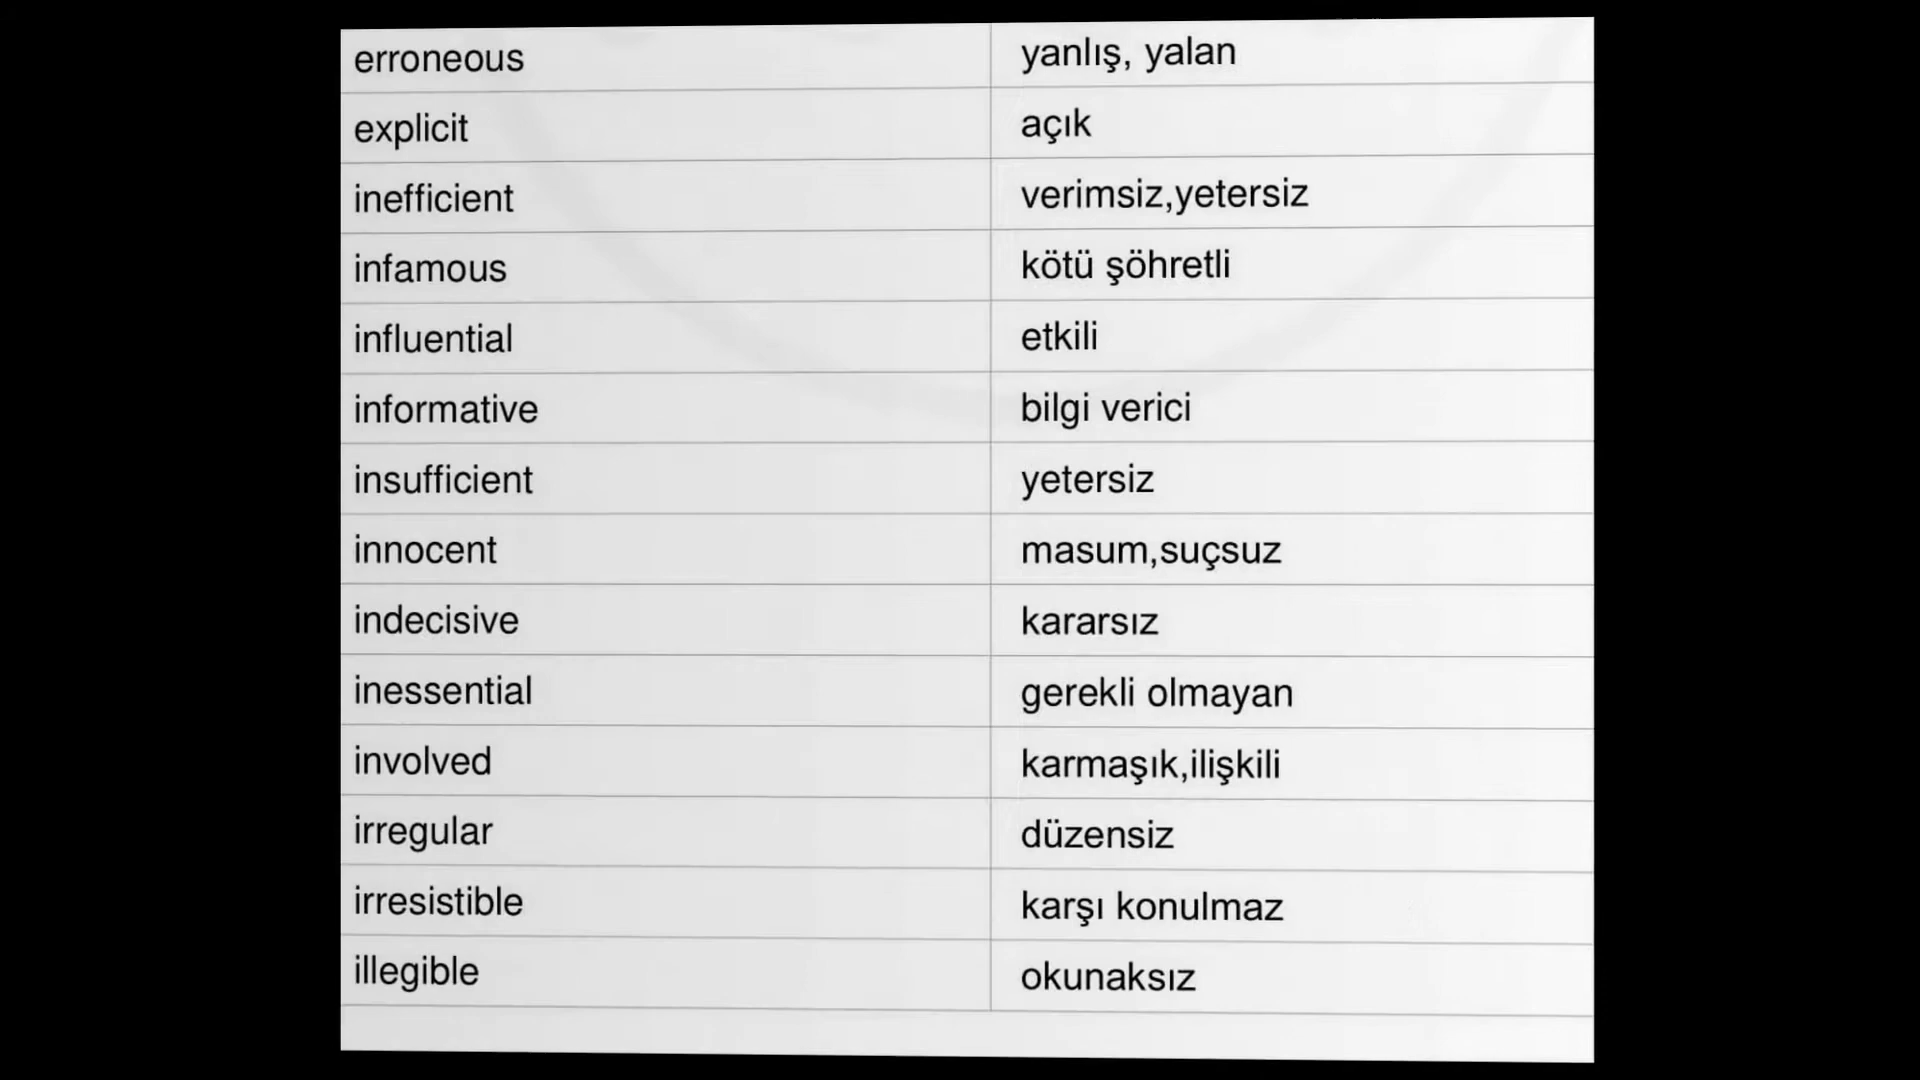 erroneous yanlış, yalan
explicit açık
inefficient verimsiz,yetersiz
infamous kötü şöhretli
influential etkili
informative bilgi verici
insufficient yetersiz
innocent masum,suçsuz
indecisive kararsız
inessential gerekli olmayan
involved karmaşık,ilişkili
irregular düzensiz
irresistible karşı konulmaz
illegible okunaksız